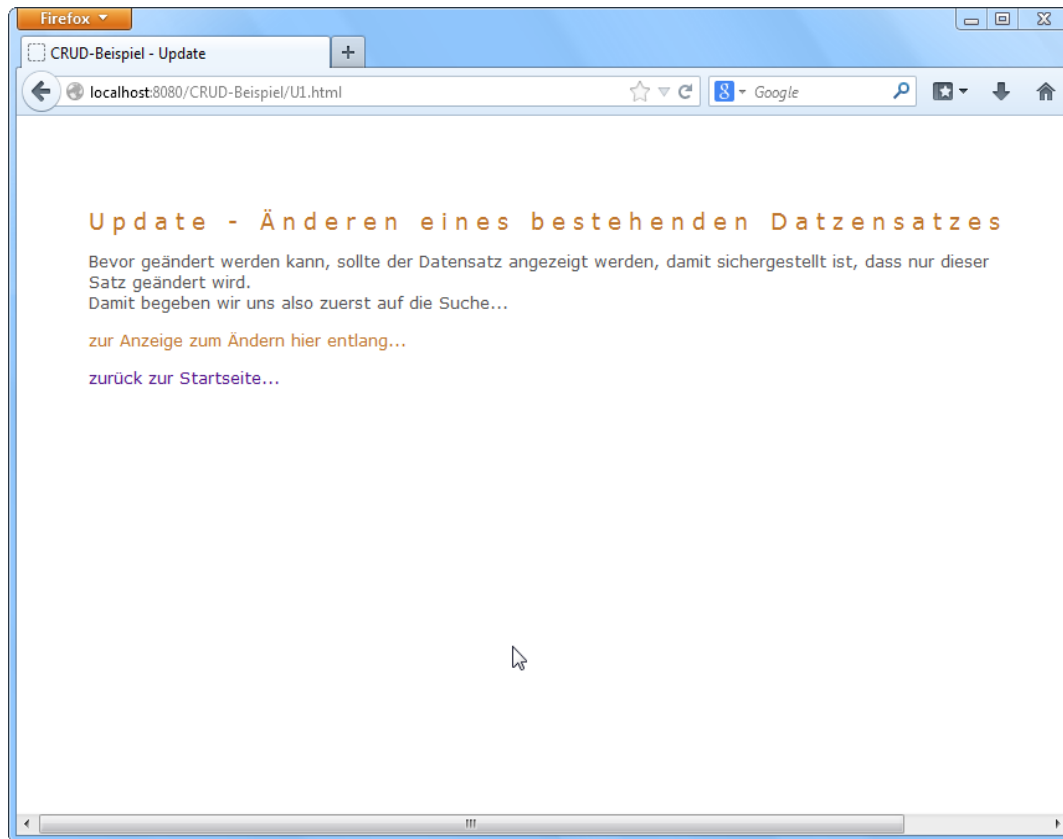 Firefox
CRUD-Beispiel - Update
localhost:8080/CRUD-Beispiel/U1.html
8
Google
Update - Änderen eines bestehenden Datzensatzes
Bevor geändert werden kann, sollte der Datensatz angezeigt werden, damit sichergestellt ist, dass nur dieser
Satz geändert wird.
Damit begeben wir uns also zuerst auf die Suche...
zur Anzeige zum Ändern hier entlang...
zurück zur Startseite...